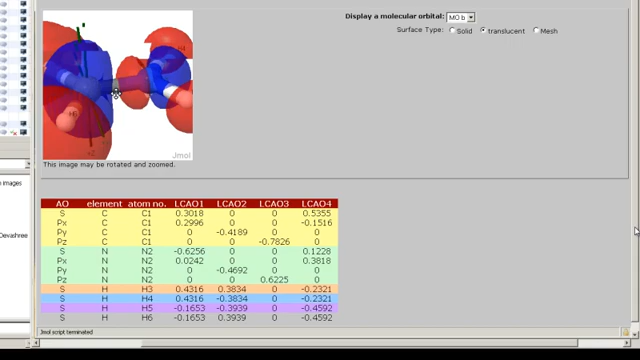 Display a molecular orbital: MO b
Surface Type: Solid translucent Mesh
H4
Jmol
This image may be rotated and zoomed.
AO element atom no. LCAO1 LCAO2 LCAO3 LCAO4
S C C1 0.3018 0 0 0.5355
Px C C1 0.2996 0 0 -0.1516
Py C C1 0 -0.4189 0 0
Pz C C1 0 0 -0.7826 0
S N N2 -0.6256 0 0 0.1228
Px N N2 0.0242 0 0 0.3818
Py N N2 0 -0.4692 0 0
Pz N N2 0 0 0.6225 0
S H H3 0.4316 0.3834 0 -0.2321
S H H4 0.4316 -0.3834 0 -0.2321
S H H5 -0.1653 -0.3939 0 -0.4592
S H H6 -0.1653 0.3939 0 -0.4592
images
Devashree
Jmol script terminated